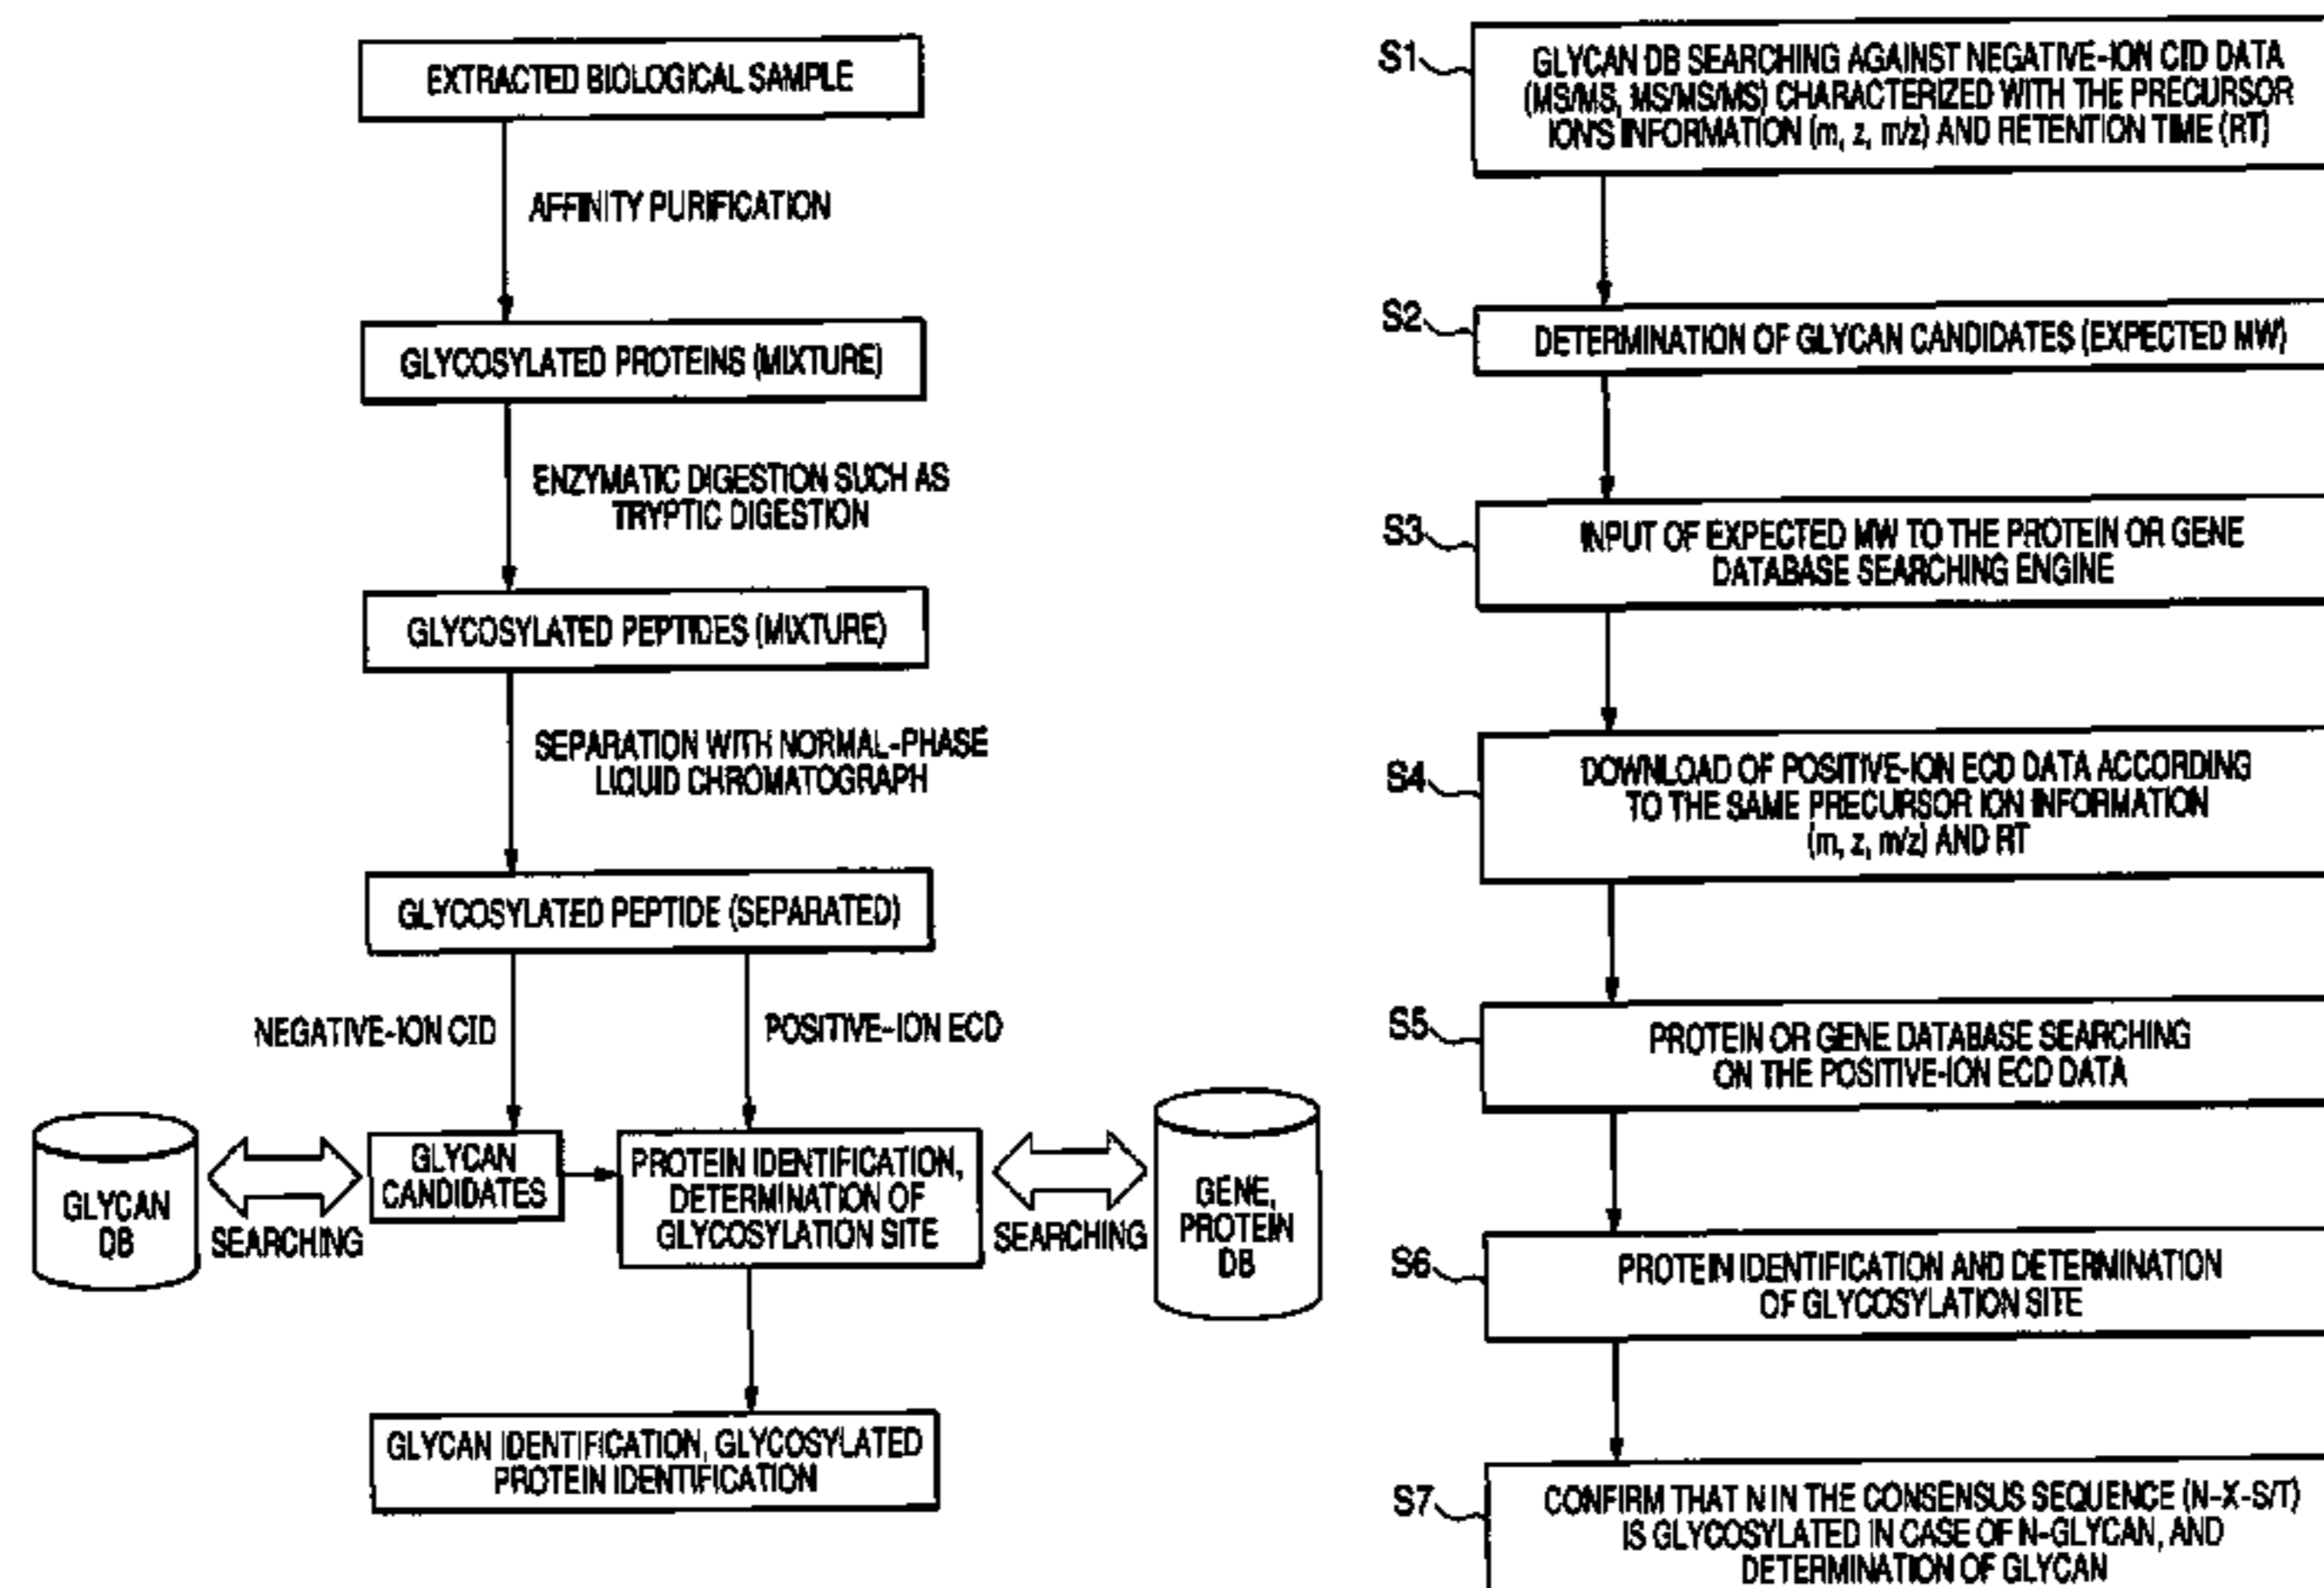 EXTRACTED BIOLOGICAL SAMPLE
AFFINITY PURIFICATION
GLYCOSYLATED PROTEINS (MIXTURE)
ENZYMATIC DIGESTION SUCH AS
TRYPTIC DIGESTION
GLYCOSYLATED PEPTIDES (MIXTURE)
SEPARATION WITH NORMAL-PHASE
LIQUID CHROMATOGRAPH
GLYCOSYLATED PEPTIDE (SEPARATED)
NEGATIVE-ION CID
POSITIVE-ION ECD
GLYCAN
DB
SEARCHING
GLYCAN
CANDIDATES
PROTEIN IDENTIFICATION,
DETERMINATION OF
GLYCOSYLATION SITE
SEARCHING
GENE,
PROTEIN
DB
GLYCAN IDENTIFICATION, GLYCOSYLATED
PROTEIN IDENTIFICATION
S1
GLYCAN DB SEARCHING AGAINST NEGATIVE-ION CID DATA
(MS/MS, MS/MS/MS) CHARACTERIZED WITH THE PRECURSOR
ION'S INFORMATION (m, z, m/z) AND RETENTION TIME (RT)
S2
DETERMINATION OF GLYCAN CANDIDATES (EXPECTED MW)
S3
INPUT OF EXPECTED MW TO THE PROTEIN OR GENE
DATABASE SEARCHING ENGINE
S4
DOWNLOAD OF POSITIVE-ION ECD DATA ACCORDING
TO THE SAME PRECURSOR ION INFORMATION
(m, z, m/z) AND RT
S5
PROTEIN OR GENE DATABASE SEARCHING
ON THE POSITIVE-ION ECD DATA
S6
PROTEIN IDENTIFICATION AND DETERMINATION
OF GLYCOSYLATION SITE
S7
CONFIRM THAT N IN THE CONSENSUS SEQUENCE (N-X-S/T)
IS GLYCOSYLATED IN CASE OF N-GLYCAN, AND
DETERMINATION OF GLYCAN